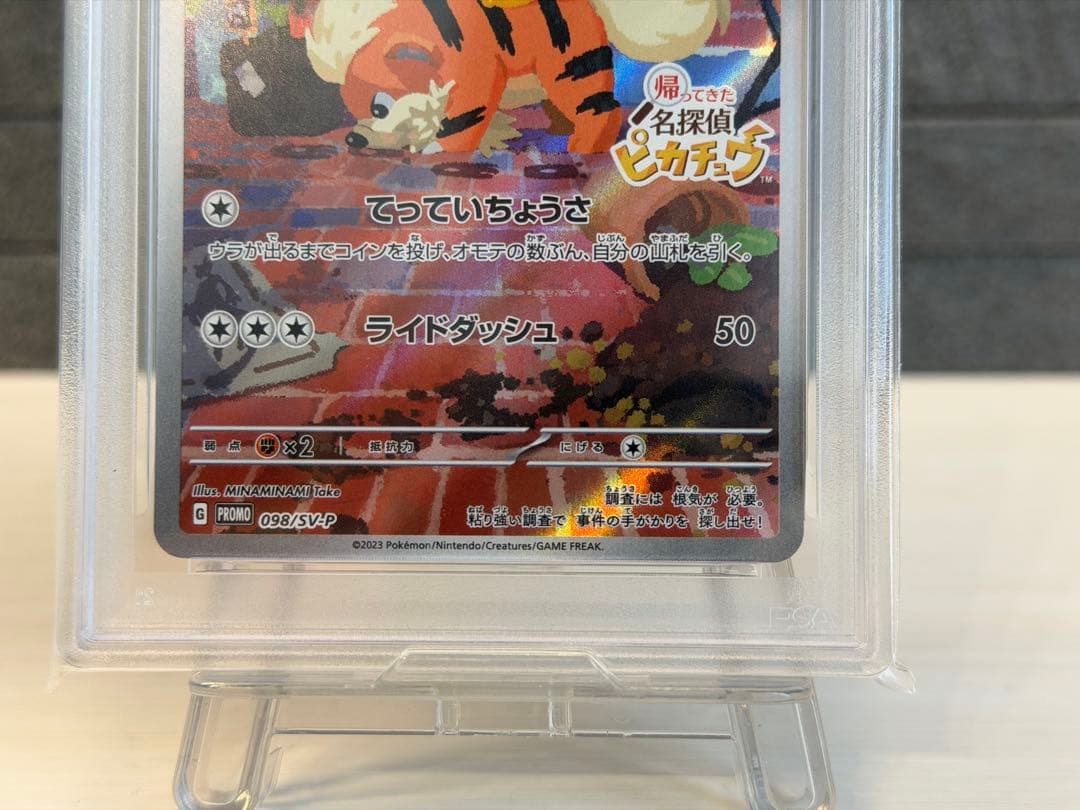 帰ってきた
名探偵
ピカチュウ
TM
てっていちょうさ
ウラが出るまでコインを投げ、オモテの数ぶん、自分の山札を引く。
ライドダッシュ 50
弱点 ×2 抵抗力 にげる
Illus. MINAMINAMI Take
調査には 根気が 必要。
G PROMO 098/SV-P
粘り強い調査で 事件の手がかりを 探し出せ!
©2023 Pokémon/Nintendo/Creatures/GAME FREAK.
PSA